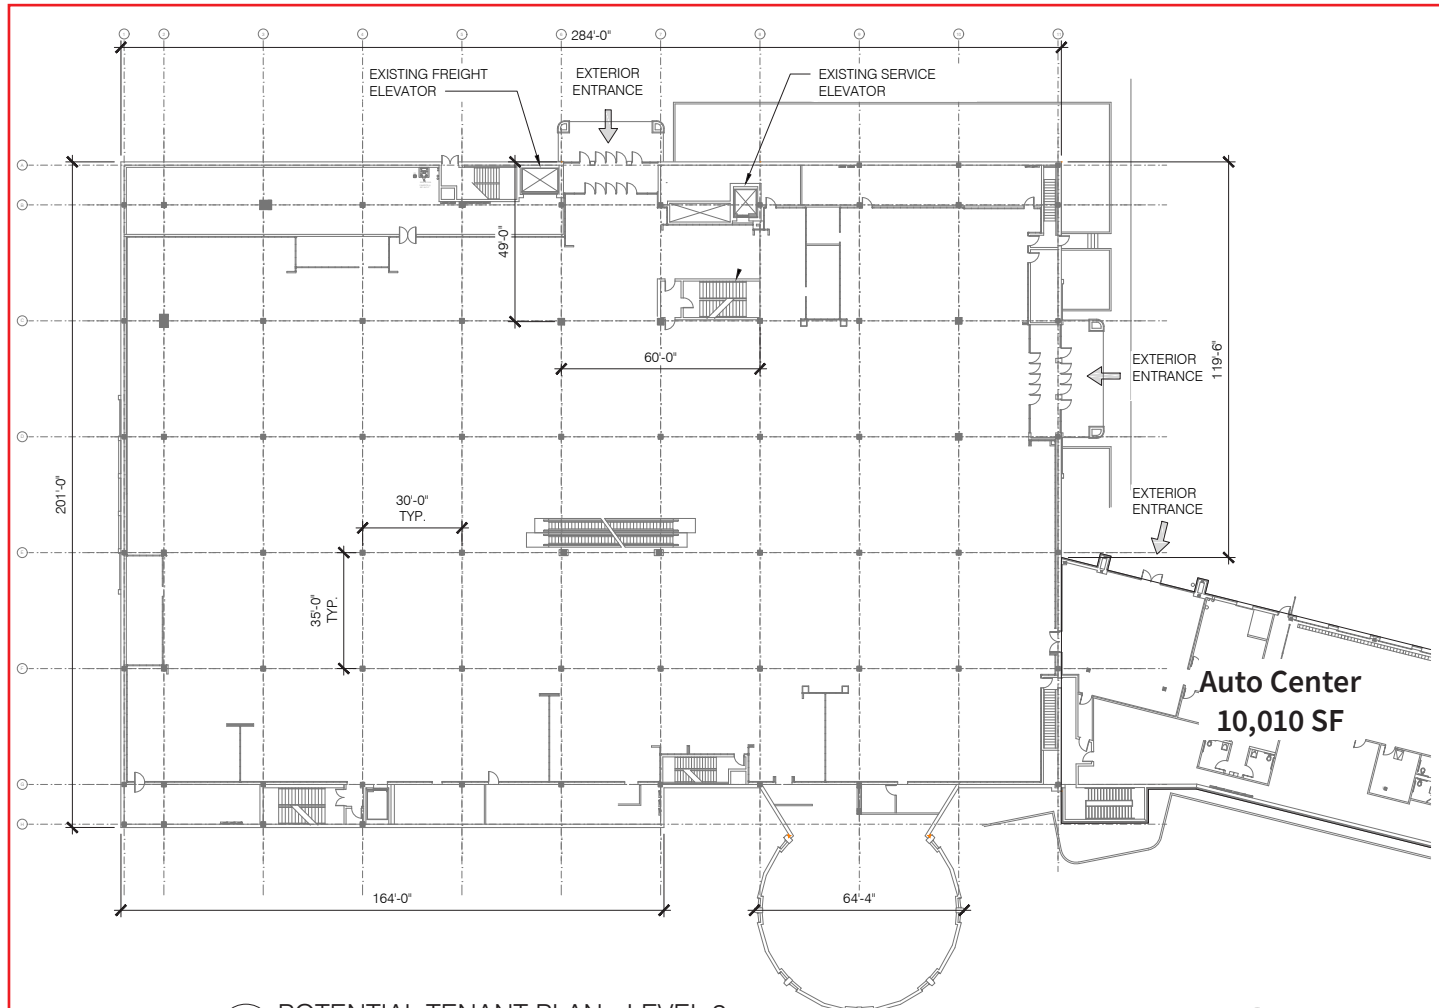 284'-0"
EXISTING FREIGHT
ELEVATOR
EXTERIOR
ENTRANCE
EXISTING SERVICE
ELEVATOR
49'-0"
60'-0"
EXTERIOR
ENTRANCE
119'-6"
201'-0"
30'-0"
TYP.
EXTERIOR
ENTRANCE
35'-0"
TYP.
Auto Center
10,010 SF
164'-0"
64'-4"
POTENTIAL TENANT PLAN - LEVEL